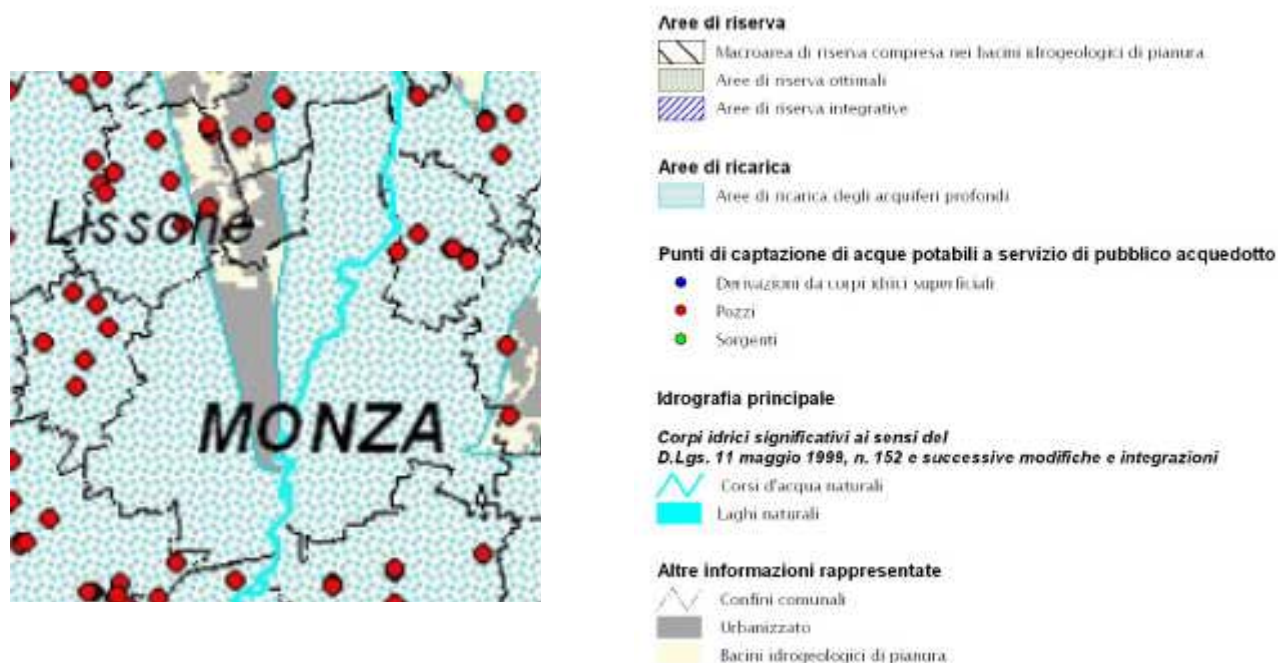 Lissone
MONZA
Aree di riserva
Macroarea di riserva compresa nei bacini idrogeologici di pianura
Aree di riserva ottimali
Aree di riserva integrative
Aree di ricarica
Aree di ricarica degli acquiferi profondi
Punti di captazione di acque potabili a servizio di pubblico acquedotto
Derivazioni da corpi idrici superficiali
Pozzi
Sorgenti
Idrografia principale
Corpi idrici significativi ai sensi del
D.Lgs. 11 maggio 1999, n. 152 e successive modifiche e integrazioni
Corsi d'acqua naturali
Laghi naturali
Altre informazioni rappresentate
Confini comunali
Urbanizzato
Bacini idrogeologici di pianura